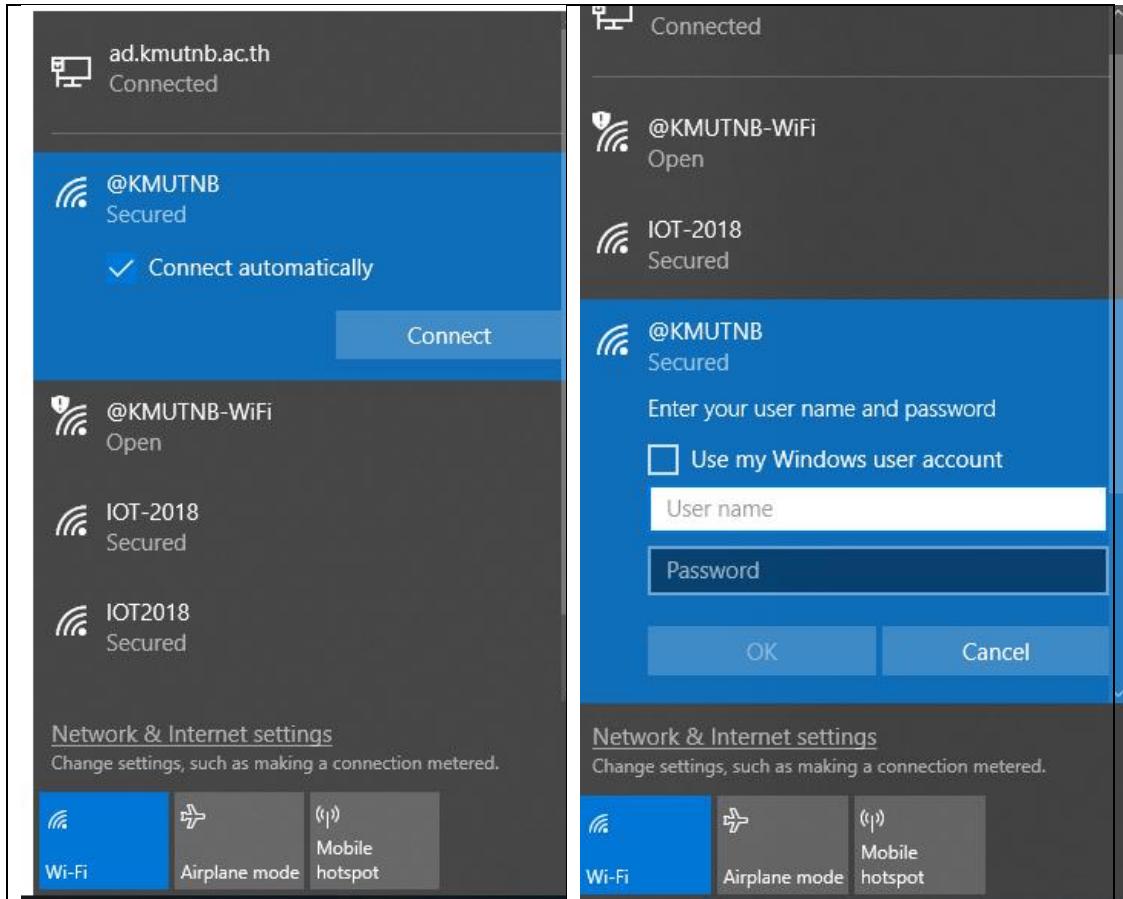 ad.kmutnb.ac.th
Connected
@KMUTNB
Secured
Connect automatically
Connect
@KMUTNB-WiFi
Open
IOT-2018
Secured
IOT2018
Secured
Network & Internet settings
Change settings, such as making a connection metered.
Wi-Fi
Airplane mode
Mobile
hotspot
Connected
@KMUTNB-WiFi
Open
IOT-2018
Secured
@KMUTNB
Secured
Enter your user name and password
Use my Windows user account
User name
Password
OK
Cancel
Network & Internet settings
Change settings, such as making a connection metered.
Wi-Fi
Airplane mode
Mobile
hotspot